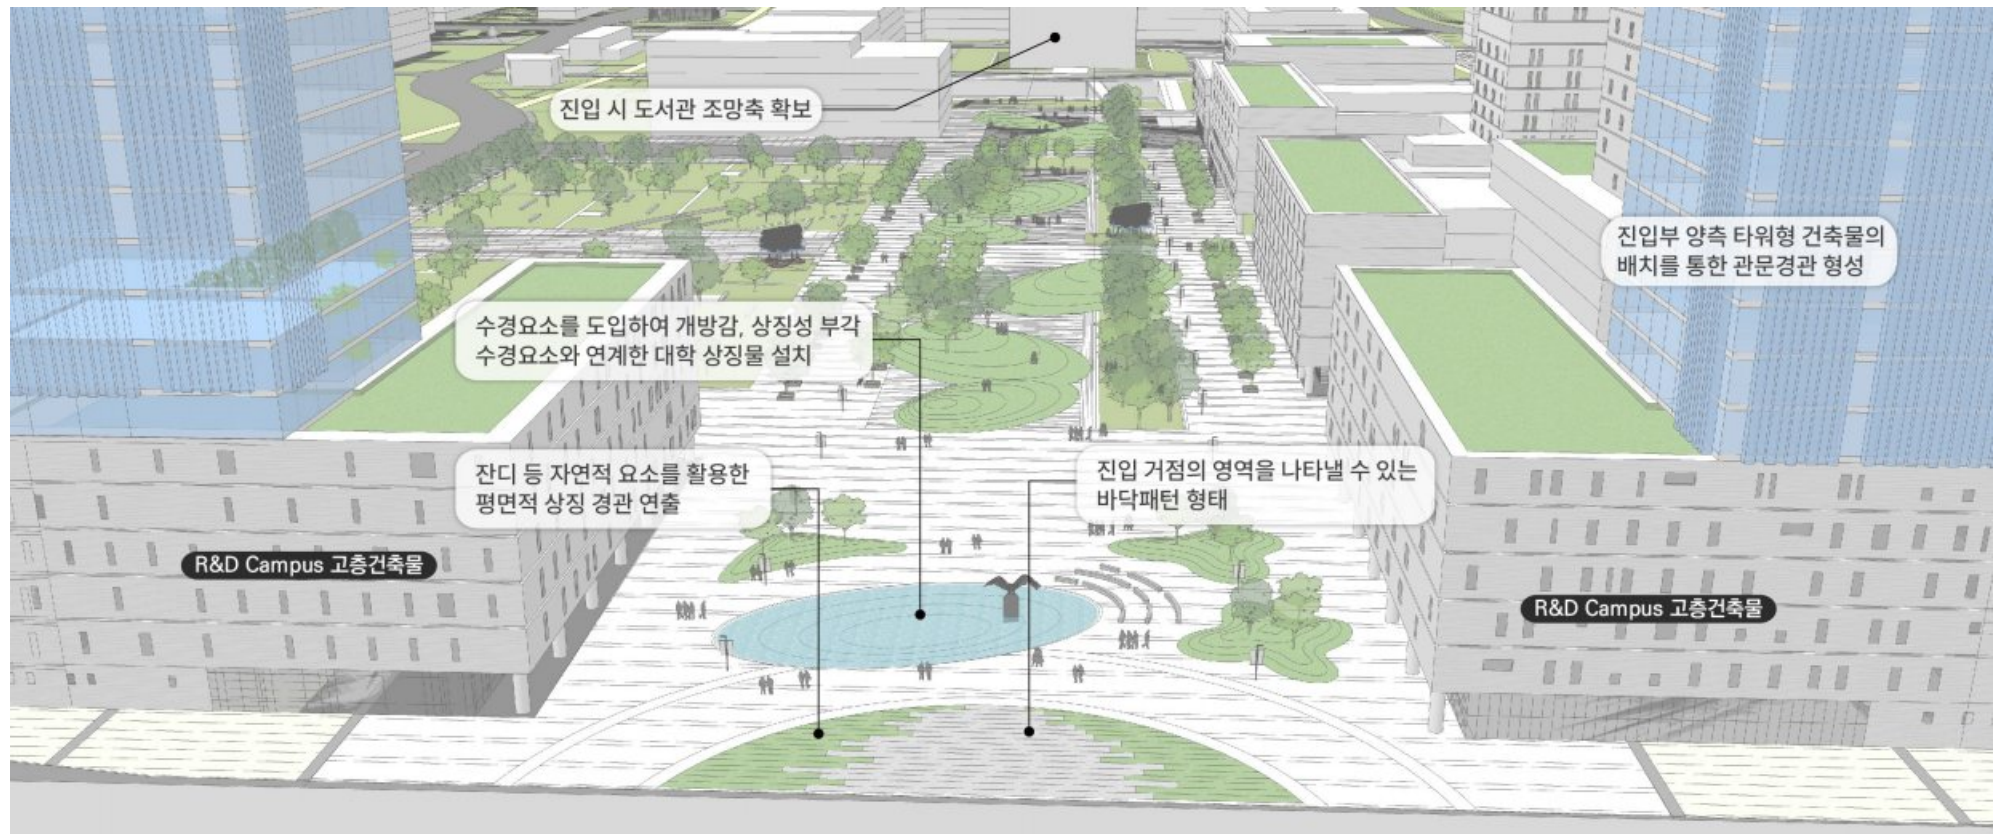 진입 시 도서관 조망축 확보
진입부 양측 타워형 건축물의
배치를 통한 관문경관 형성
수경요소를 도입하여 개방감, 상징성 부각
수경요소와 연계한 대학 상징물 설치
잔디 등 자연적 요소를 활용한
평면적 상징 경관 연출
진입 거점의 영역을 나타낼 수 있는
바닥패턴 형태
R&D Campus 고층건축물
R&D Campus 고층건축물